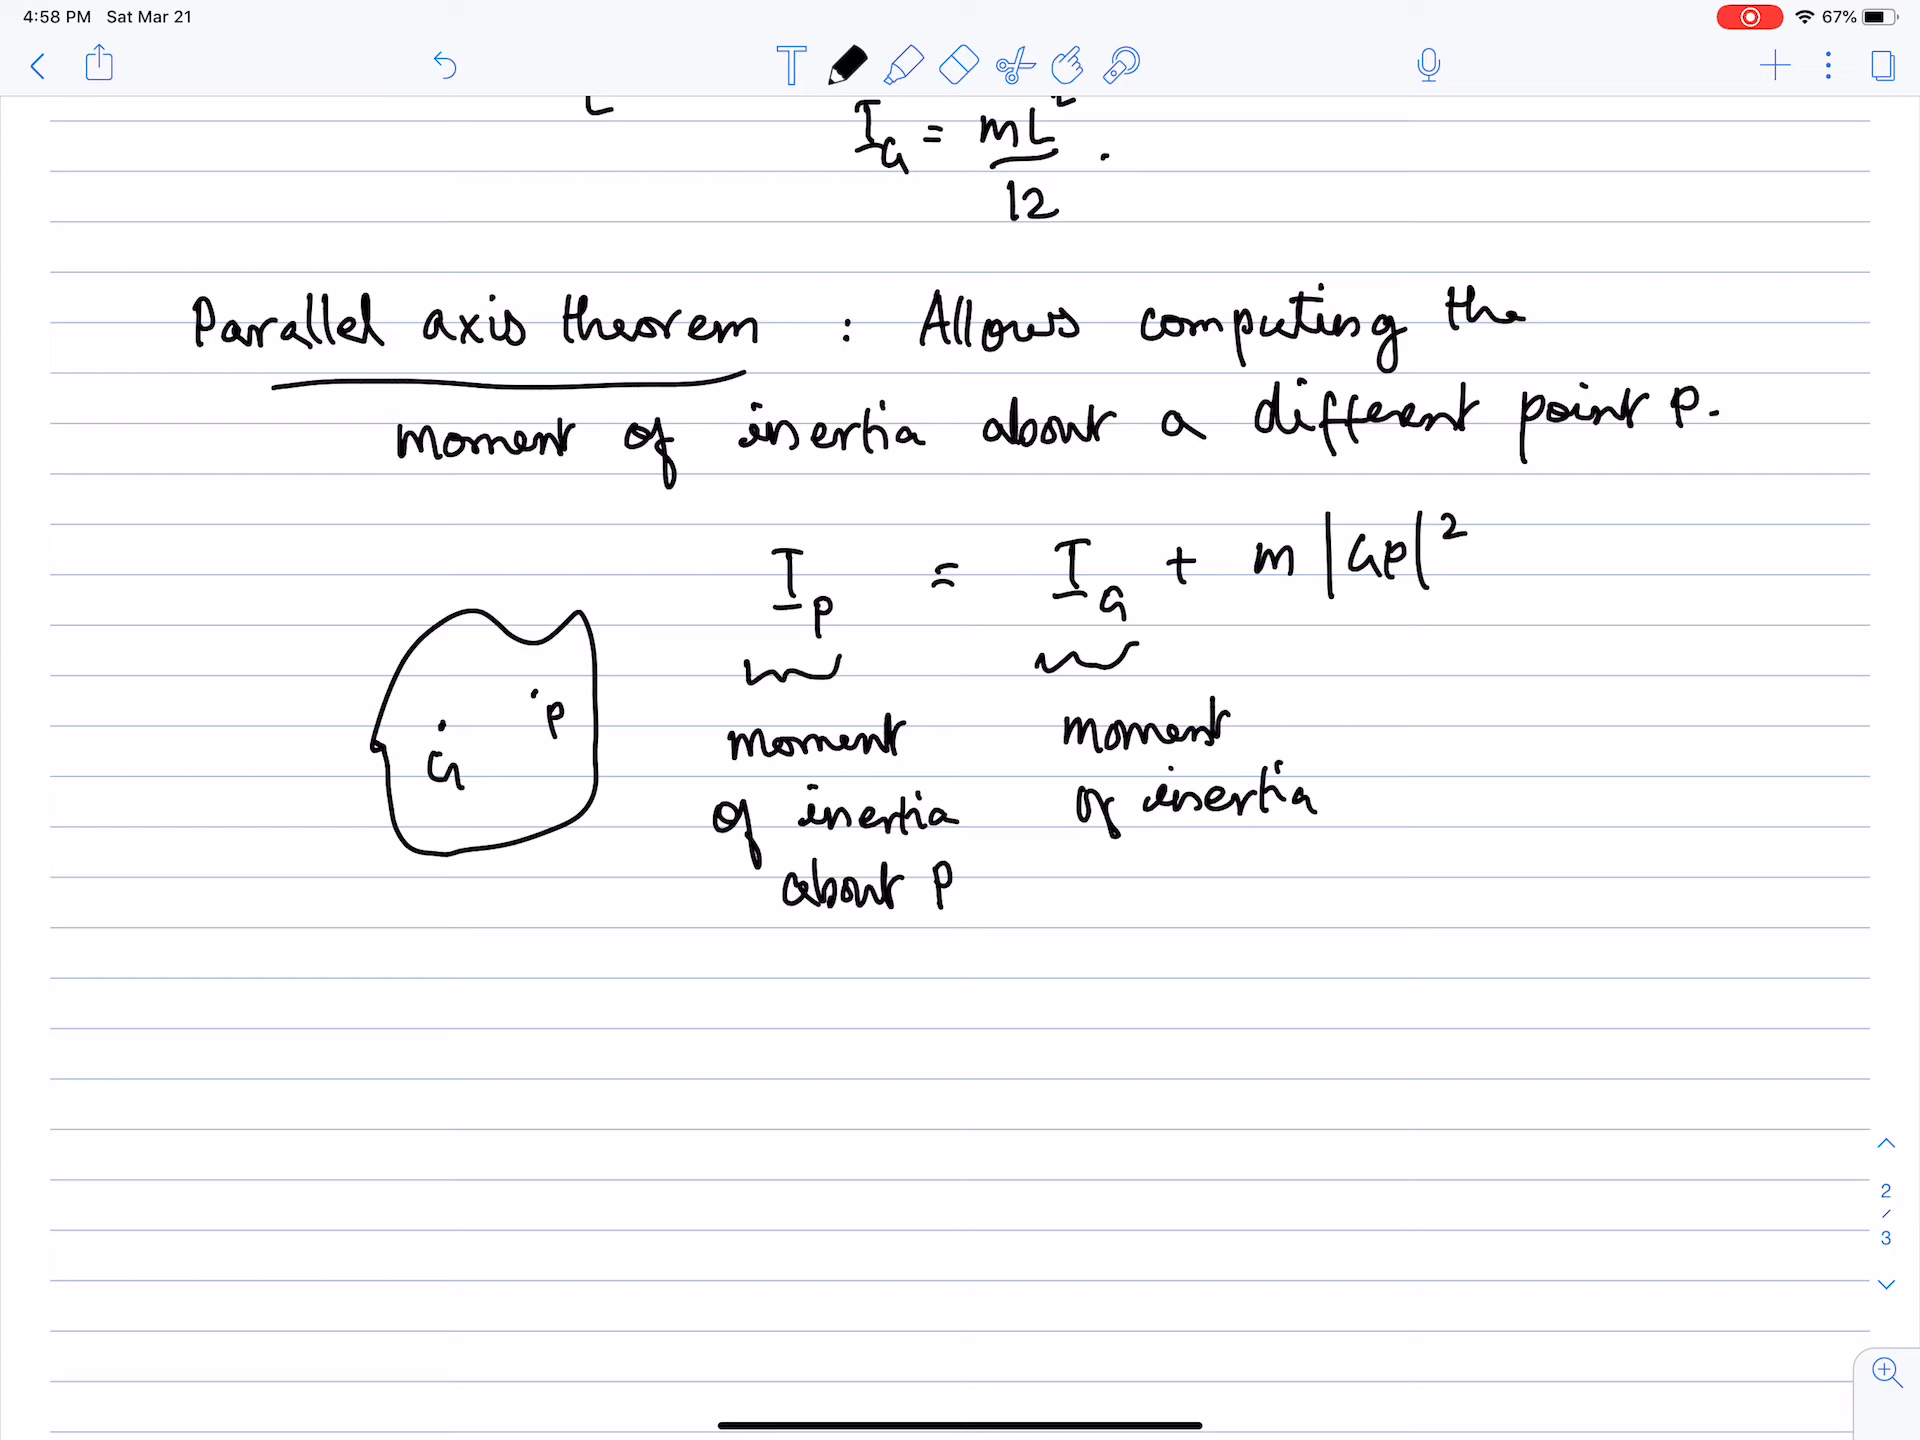 4:58 PM Sat Mar 21
67%
I_G = mL²/12 .
Parallel axis theorem : Allows computing the
moment of inertia about a different point P.
I_P = I_G + m |GP|²
G P
moment of inertia about P
moment of inertia
2
/
3